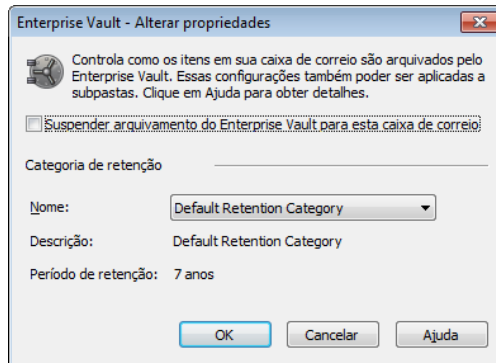 Enterprise Vault - Alterar propriedades
Controla como os itens em sua caixa de correio são arquivados pelo
Enterprise Vault. Essas configurações também poder ser aplicadas a
subpastas. Clique em Ajuda para obter detalhes.
Suspender arquivamento do Enterprise Vault para esta caixa de correio
Categoria de retenção
Nome: Default Retention Category
Descrição: Default Retention Category
Período de retenção: 7 anos
OK Cancelar Ajuda